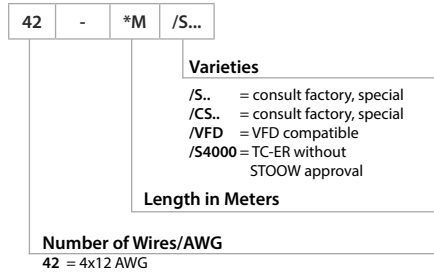 42 - *M /S...
Varieties
/S.. = consult factory, special
/CS.. = consult factory, special
/VFD = VFD compatible
/S4000 = TC-ER without
STOOW approval
Length in Meters
Number of Wires/AWG
42 = 4x12 AWG